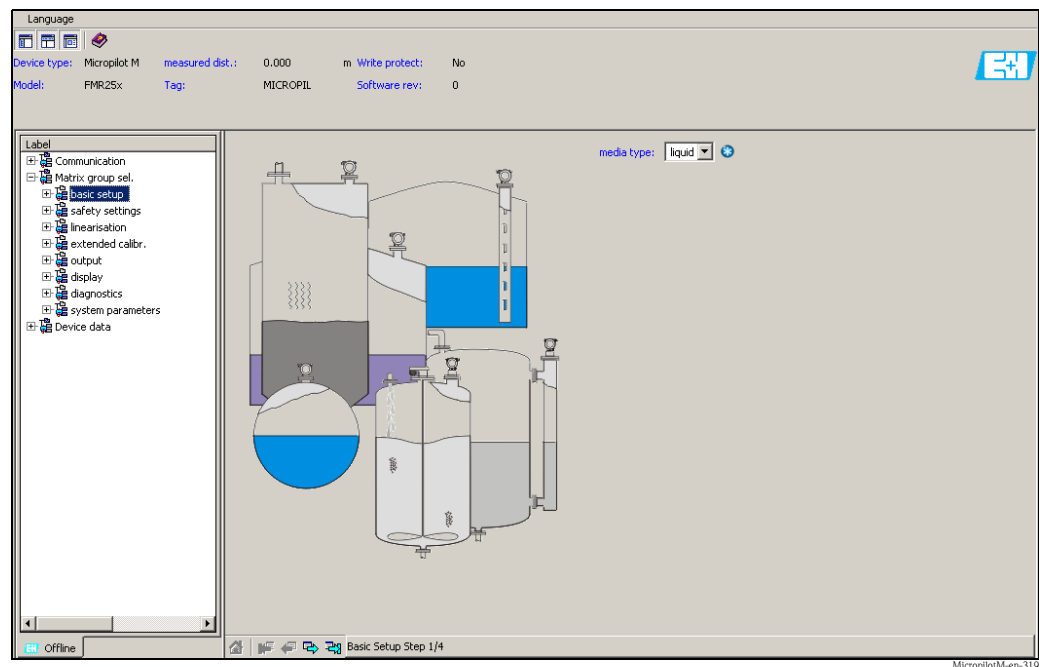 Language
Device type: Micropilot M measured dist.: 0.000 m Write protect: No
Model: FMR25x Tag: MICROPIL Software rev: 0
E+H
Label
Communication
Matrix group sel.
basic setup
safety settings
linearisation
extended calibr.
output
display
diagnostics
system parameters
Device data
media type: liquid
Offline
Basic Setup Step 1/4
MicropilotM-en-319